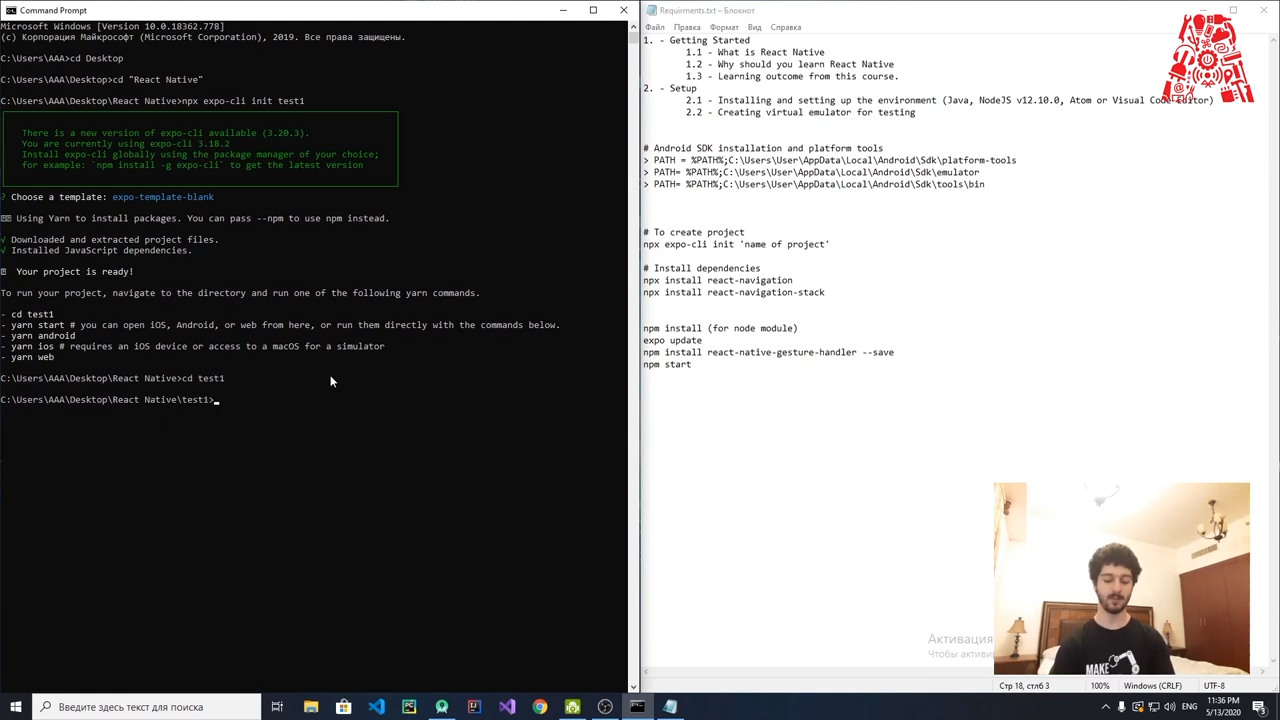 Command Prompt
Microsoft Windows [Version 10.0.18362.778]
(c) Корпорация Майкрософт (Microsoft Corporation), 2019. Все права защищены.
C:\Users\AAA>cd Desktop
C:\Users\AAA\Desktop>cd "React Native"
C:\Users\AAA\Desktop\React Native>npx expo-cli init test1
There is a new version of expo-cli available (3.20.3).
You are currently using expo-cli 3.18.2
Install expo-cli globally using the package manager of your choice;
for example: `npm install -g expo-cli` to get the latest version
? Choose a template: expo-template-blank
Using Yarn to install packages. You can pass --npm to use npm instead.
√ Downloaded and extracted project files.
√ Installed JavaScript dependencies.
Your project is ready!
To run your project, navigate to the directory and run one of the following yarn commands.
- cd test1
- yarn start # you can open iOS, Android, or web from here, or run them directly with the commands below.
- yarn android
- yarn ios # requires an iOS device or access to a macOS for a simulator
- yarn web
C:\Users\AAA\Desktop\React Native>cd test1
C:\Users\AAA\Desktop\React Native\test1>_
Requirments.txt – Блокнот
Файл Правка Формат Вид Справка
1. - Getting Started
1.1 - What is React Native
1.2 - Why should you learn React Native
1.3 - Learning outcome from this course.
2. - Setup
2.1 - Installing and setting up the environment (Java, NodeJS v12.10.0, Atom or Visual Code Editor)
2.2 - Creating virtual emulator for testing
# Android SDK installation and platform tools
> PATH = %PATH%;C:\Users\User\AppData\Local\Android\Sdk\platform-tools
> PATH= %PATH%;C:\Users\User\AppData\Local\Android\Sdk\emulator
> PATH= %PATH%;C:\Users\User\AppData\Local\Android\Sdk\tools\bin
# To create project
npx expo-cli init 'name of project'
# Install dependencies
npx install react-navigation
npx install react-navigation-stack
npm install (for node module)
expo update
npm install react-native-gesture-handler --save
npm start
Активация
Чтобы
MAKE
Стр 18, стлб 3 100% Windows (CRLF) UTF-8
Введите здесь текст для поиска
ENG
11:36 PM
5/13/2020